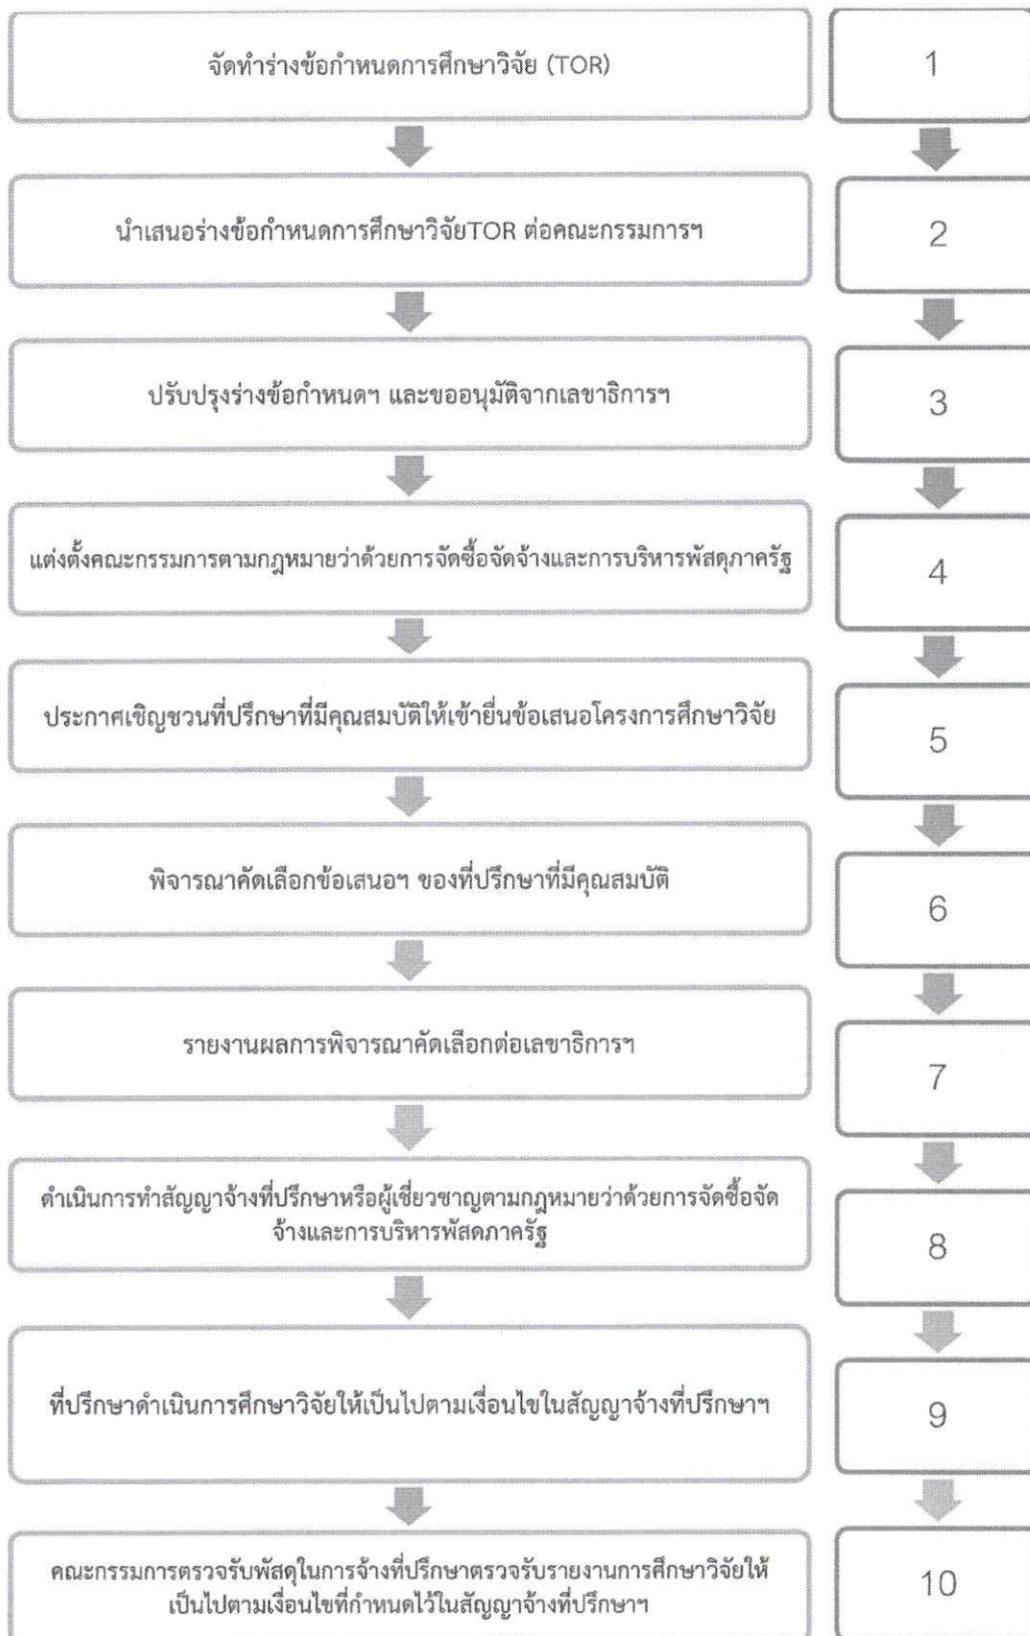 จัดทำร่างข้อกำหนดการศึกษาวิจัย (TOR)
1
นำเสนอร่างข้อกำหนดการศึกษาวิจัยTOR ต่อคณะกรรมการฯ
2
ปรับปรุงร่างข้อกำหนดฯ และขออนุมัติจากเลขาธิการฯ
3
แต่งตั้งคณะกรรมการตามกฎหมายว่าด้วยการจัดซื้อจัดจ้างและการบริหารพัสดุภาครัฐ
4
ประกาศเชิญชวนที่ปรึกษาที่มีคุณสมบัติให้เข้ายื่นข้อเสนอโครงการศึกษาวิจัย
5
พิจารณาคัดเลือกข้อเสนอฯ ของที่ปรึกษาที่มีคุณสมบัติ
6
รายงานผลการพิจารณาคัดเลือกต่อเลขาธิการฯ
7
ดำเนินการทำสัญญาจ้างที่ปรึกษาหรือผู้เชี่ยวชาญตามกฎหมายว่าด้วยการจัดซื้อจัด
จ้างและการบริหารพัสดภาครัฐ
8
ที่ปรึกษาดำเนินการศึกษาวิจัยให้เป็นไปตามเงื่อนไขในสัญญาจ้างที่ปรึกษาฯ
9
คณะกรรมการตรวจรับพัสดุในการจ้างที่ปรึกษาตรวจรับรายงานการศึกษาวิจัยให้
เป็นไปตามเงื่อนไขที่กำหนดไว้ในสัญญาจ้างที่ปรึกษาฯ
10